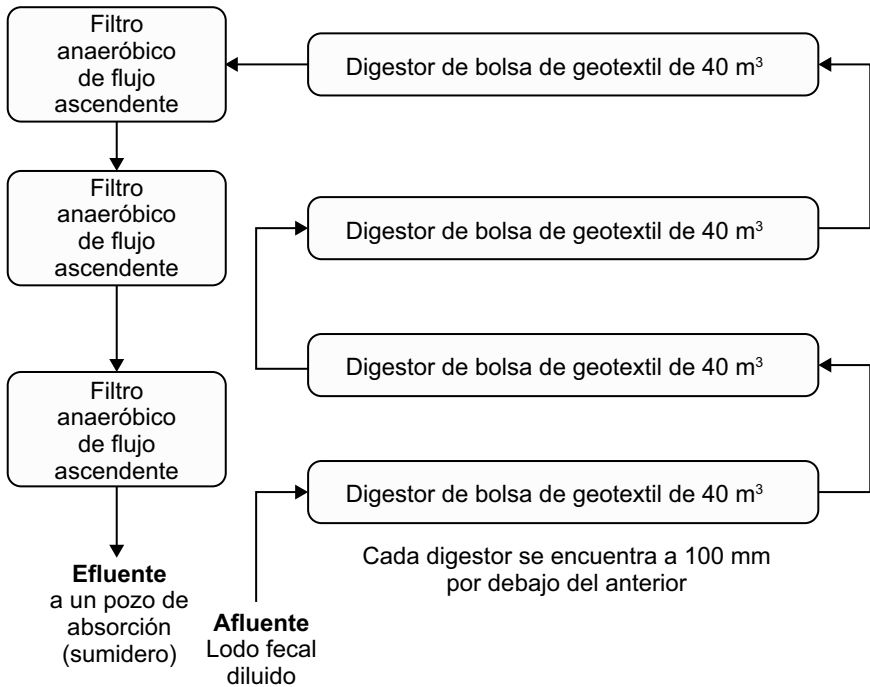 Filtro
anaeróbico
de flujo
ascendente
Digestor de bolsa de geotextil de 40 m³
Filtro
anaeróbico
de flujo
ascendente
Digestor de bolsa de geotextil de 40 m³
Digestor de bolsa de geotextil de 40 m³
Filtro
anaeróbico
de flujo
ascendente
Digestor de bolsa de geotextil de 40 m³
Cada digestor se encuentra a 100 mm
por debajo del anterior
Efluente
a un pozo de
absorción
(sumidero)
Afluente
Lodo fecal
diluido